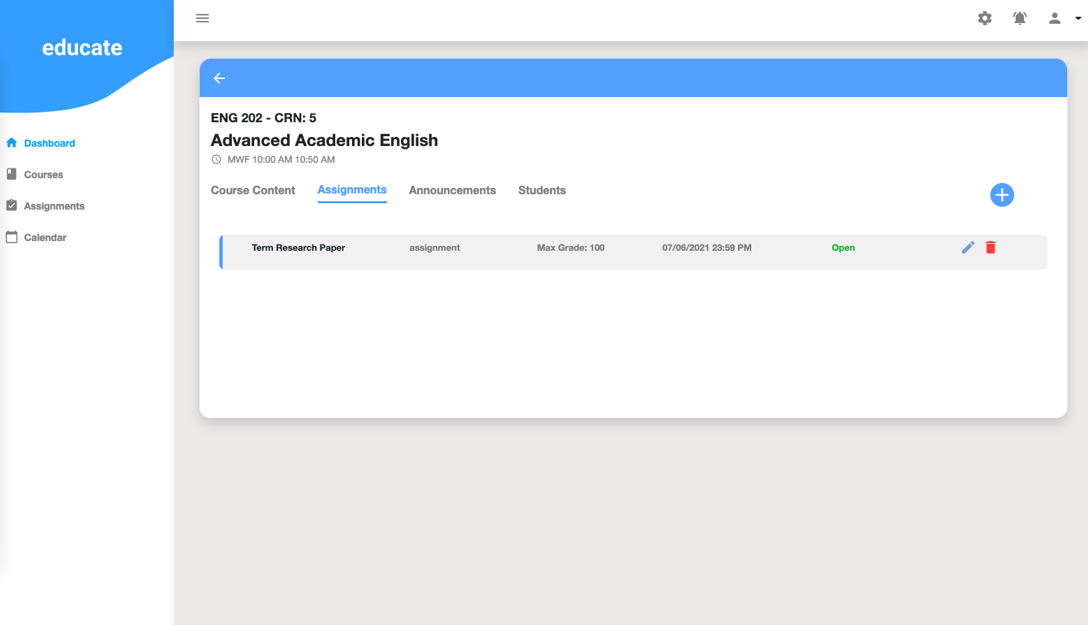 educate
Dashboard
Courses
Assignments
Calendar
ENG 202 - CRN: 5
Advanced Academic English
MWF 10:00 AM 10:50 AM
Course Content Assignments Announcements Students
Term Research Paper assignment Max Grade: 100 07/06/2021 23:59 PM Open